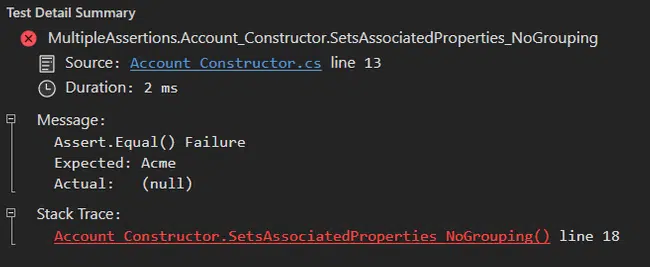 Test Detail Summary
MultipleAssertions.Account_Constructor.SetsAssociatedProperties_NoGrouping
Source: Account_Constructor.cs line 13
Duration: 2 ms
Message:
Assert.Equal() Failure
Expected: Acme
Actual:   (null)
Stack Trace:
Account_Constructor.SetsAssociatedProperties_NoGrouping() line 18